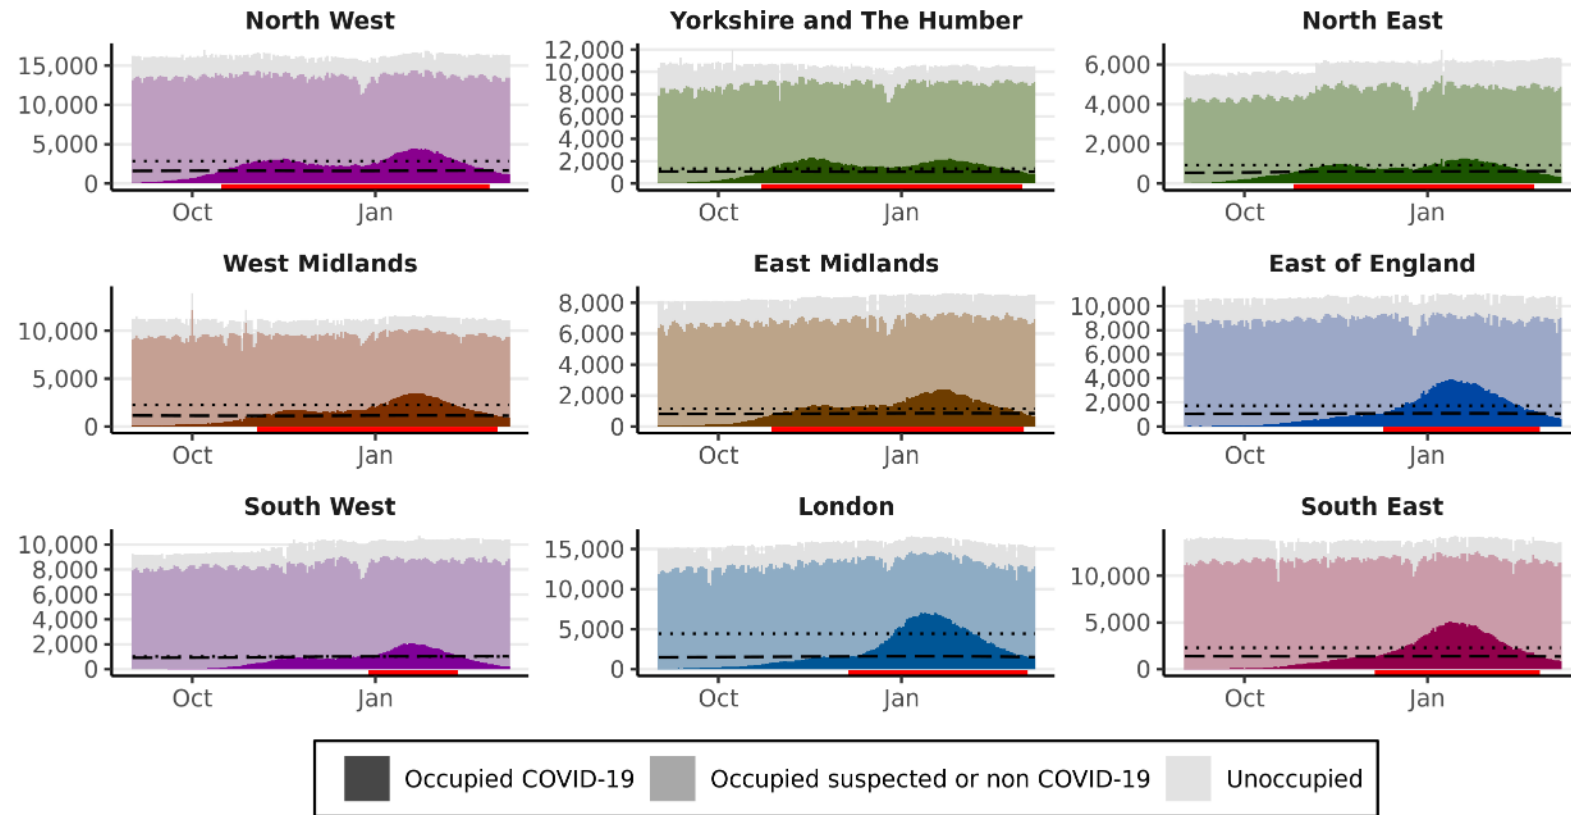 North West
Yorkshire and The Humber
North East
15,000
10,000
5,000
0
Oct
Jan
12,000
10,000
8,000
6,000
4,000
2,000
0
Oct
Jan
6,000
4,000
2,000
0
Oct
Jan
West Midlands
East Midlands
East of England
10,000
5,000
0
Oct
Jan
8,000
6,000
4,000
2,000
0
Oct
Jan
10,000
8,000
6,000
4,000
2,000
0
Oct
Jan
South West
London
South East
10,000
8,000
6,000
4,000
2,000
0
Oct
Jan
15,000
10,000
5,000
0
Oct
Jan
10,000
5,000
0
Oct
Jan
Occupied COVID-19
Occupied suspected or non COVID-19
Unoccupied